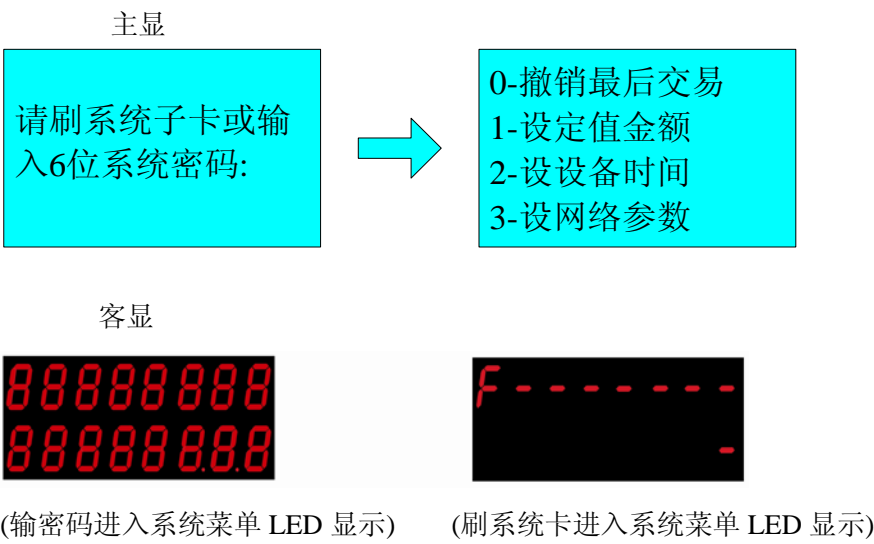 主显
请刷系统子卡或输
入6位系统密码:
0-撤销最后交易
1-设定值金额
2-设设备时间
3-设网络参数
客显
88888888
888888.8.8
F-------
-
(输密码进入系统菜单 LED 显示)
(刷系统卡进入系统菜单 LED 显示)